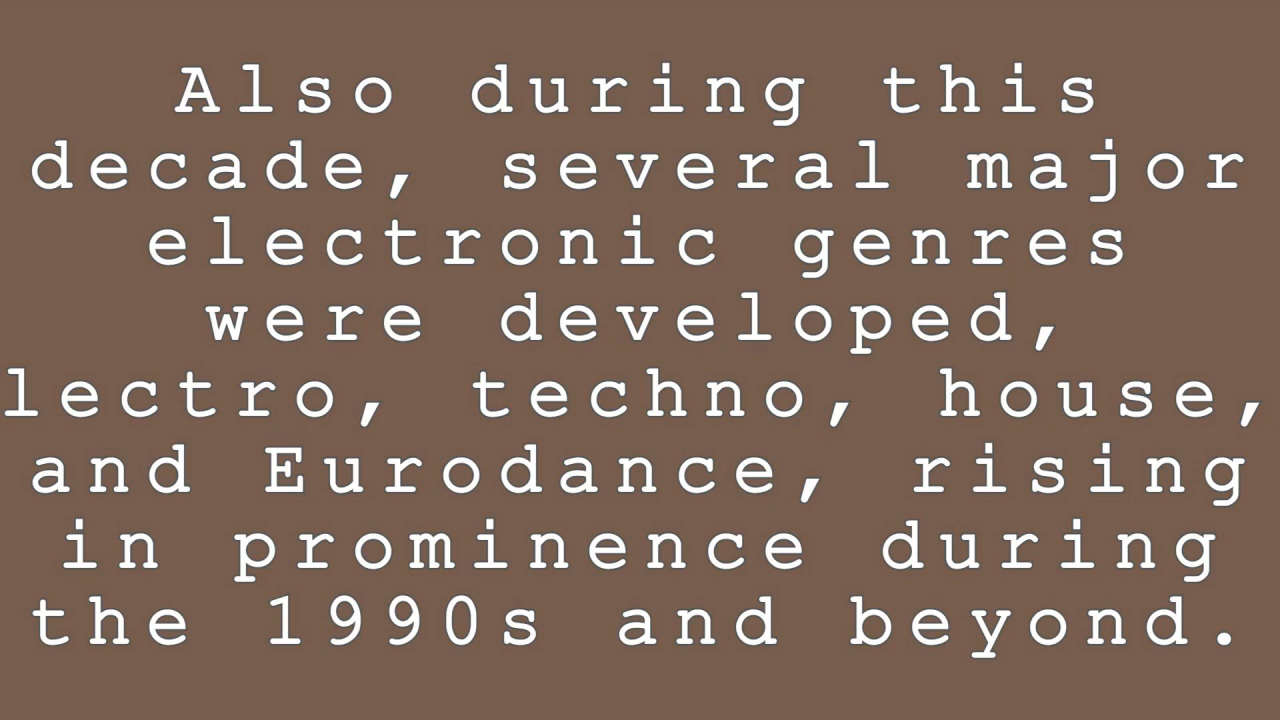 Also during this
decade, several major
electronic genres
were developed,
lectro, techno, house,
and Eurodance, rising
in prominence during
the 1990s and beyond.